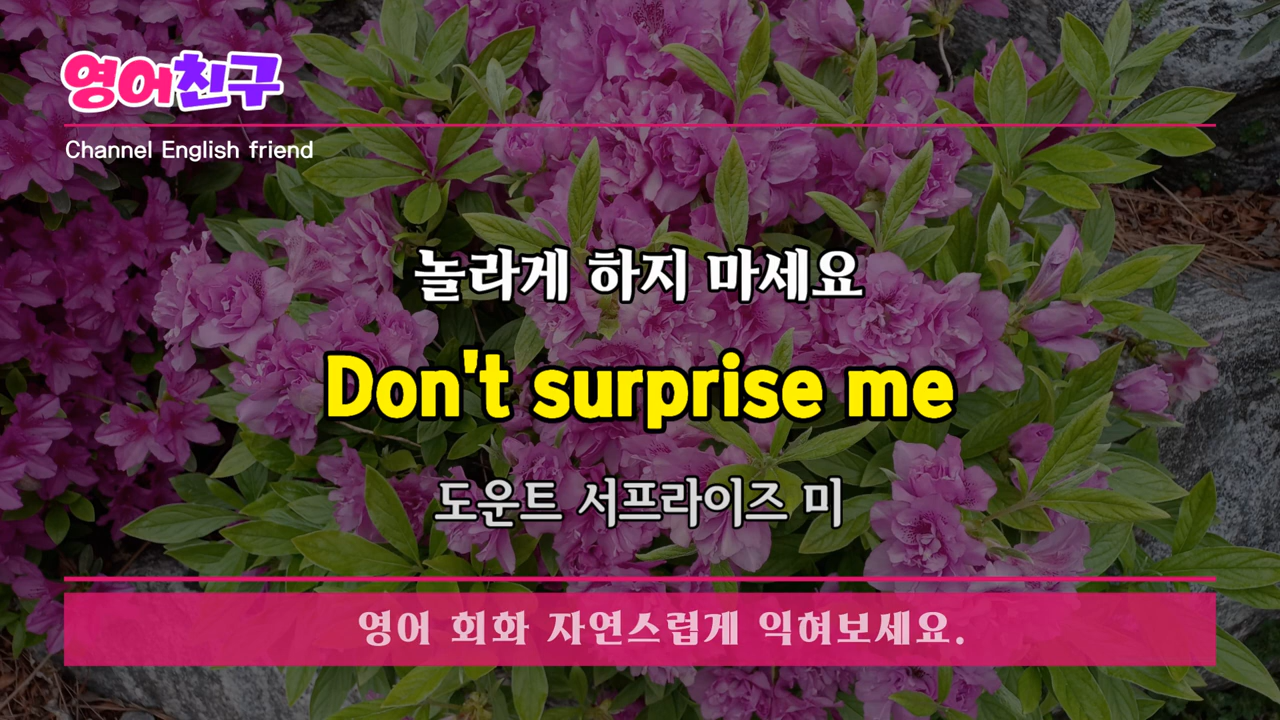 영어친구
Channel English friend
놀라게 하지 마세요
Don't surprise me
도운트 서프라이즈 미
영어 회화 자연스럽게 익혀보세요.